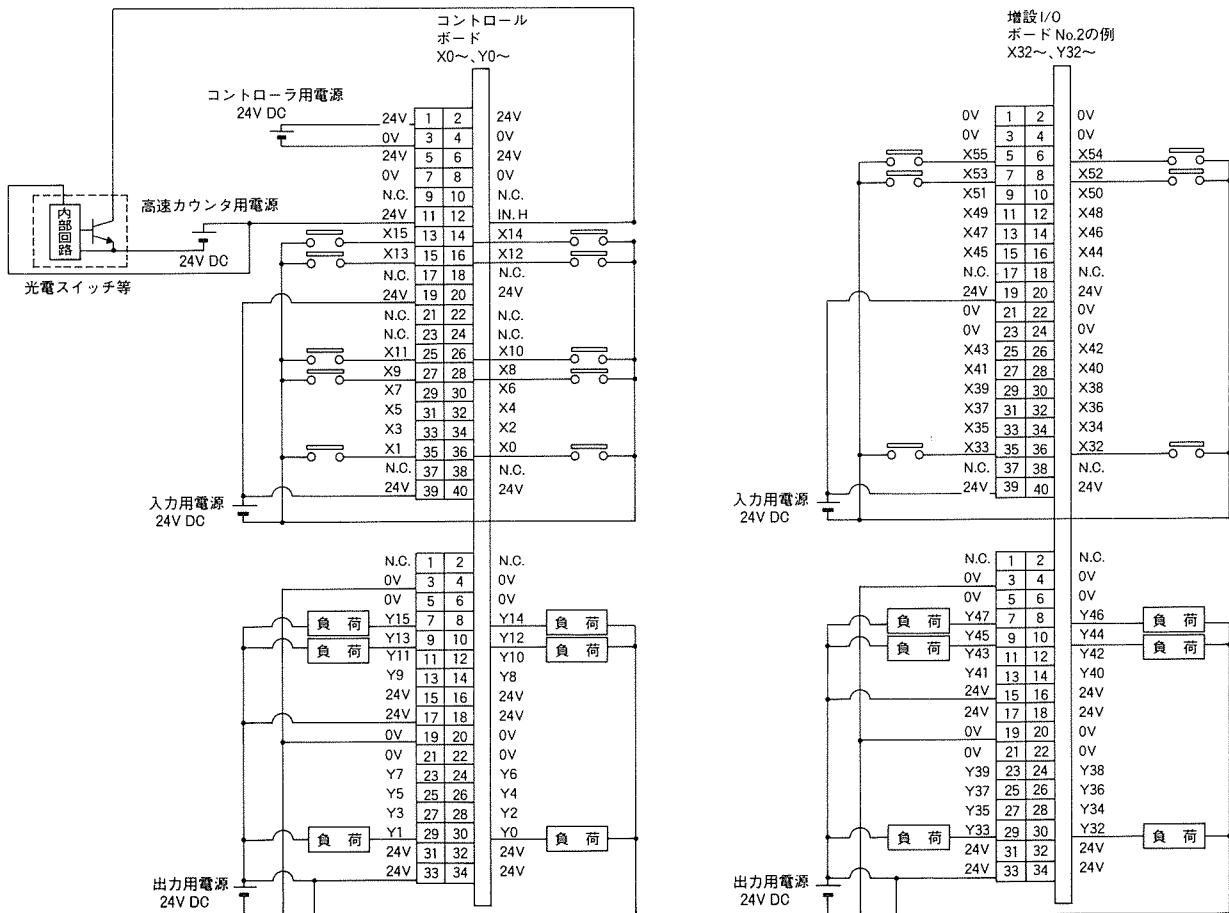 コントロール
ボード
X0～、Y0～
コントローラ用電源
24V DC
高速カウンタ用電源
24V DC
内部回路
光電スイッチ等
24V 1 2 24V
0V 3 4 0V
24V 5 6 24V
0V 7 8 0V
N.C. 9 10 N.C.
24V 11 12 IN. H
X15 13 14 X14
X13 15 16 X12
N.C. 17 18 N.C.
24V 19 20 24V
N.C. 21 22 N.C.
N.C. 23 24 N.C.
X11 25 26 X10
X9 27 28 X8
X7 29 30 X6
X5 31 32 X4
X3 33 34 X2
X1 35 36 X0
N.C. 37 38 N.C.
24V 39 40 24V
入力用電源
24V DC
N.C. 1 2 N.C.
0V 3 4 0V
0V 5 6 0V
負荷 Y15 7 8 Y14 負荷
負荷 Y13 9 10 Y12 負荷
Y11 11 12 Y10
Y9 13 14 Y8
24V 15 16 24V
24V 17 18 24V
0V 19 20 0V
0V 21 22 0V
Y7 23 24 Y6
Y5 25 26 Y4
Y3 27 28 Y2
負荷 Y1 29 30 Y0 負荷
24V 31 32 24V
24V 33 34 24V
出力用電源
24V DC
増設I/O
ボード No.2の例
X32～、Y32～
0V 1 2 0V
0V 3 4 0V
X55 5 6 X54
X53 7 8 X52
X51 9 10 X50
X49 11 12 X48
X47 13 14 X46
X45 15 16 X44
N.C. 17 18 N.C.
24V 19 20 24V
0V 21 22 0V
0V 23 24 0V
X43 25 26 X42
X41 27 28 X40
X39 29 30 X38
X37 31 32 X36
X35 33 34 X34
X33 35 36 X32
N.C. 37 38 N.C.
24V 39 40 24V
入力用電源
24V DC
N.C. 1 2 N.C.
0V 3 4 0V
0V 5 6 0V
負荷 Y47 7 8 Y46 負荷
負荷 Y45 9 10 Y44 負荷
Y43 11 12 Y42
Y41 13 14 Y40
24V 15 16 24V
24V 17 18 24V
0V 19 20 0V
0V 21 22 0V
Y39 23 24 Y38
Y37 25 26 Y36
Y35 27 28 Y34
負荷 Y33 29 30 Y32 負荷
24V 31 32 24V
24V 33 34 24V
出力用電源
24V DC